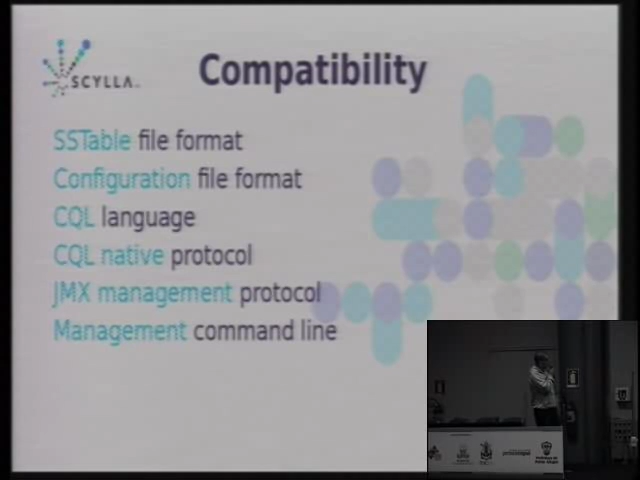 SCYLLA
Compatibility
SSTable file format
Configuration file format
CQL language
CQL native protocol
JMX management protocol
Management command line